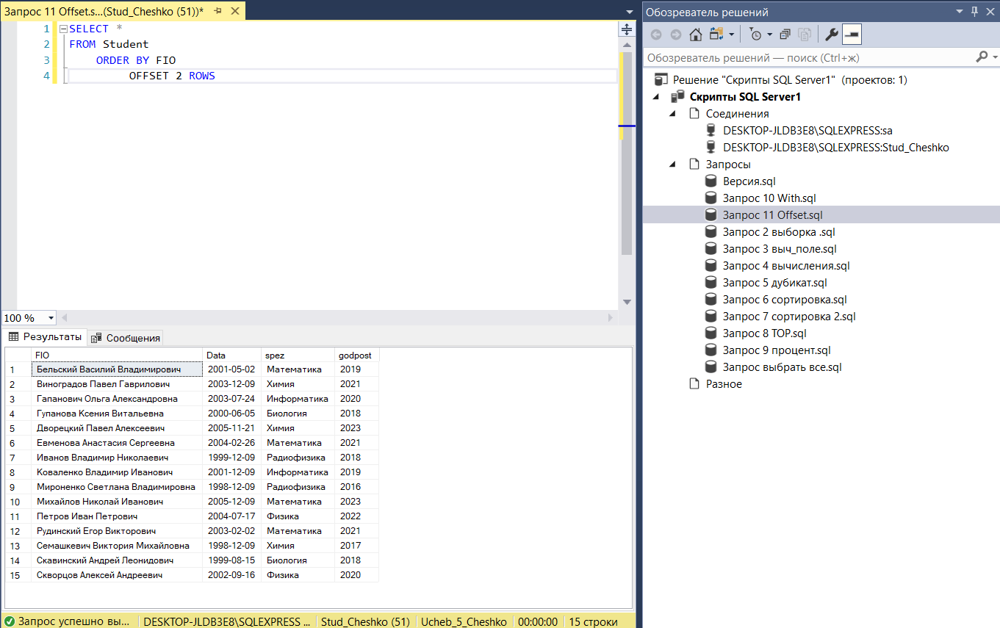 Запрос 11 Offset.s...(Stud_Cheshko (51))*
1 SELECT *
2 FROM Student
3 ORDER BY FIO
4 OFFSET 2 ROWS
100 %
Результаты Сообщения
FIO Data spez godpost
1 Бельский Василий Владимирович 2001-05-02 Математика 2019
2 Виноградов Павел Гаврилович 2003-12-09 Химия 2021
3 Гапанович Ольга Александровна 2003-07-24 Информатика 2020
4 Гупанова Ксения Витальевна 2000-06-05 Биология 2018
5 Дворецкий Павел Алексеевич 2005-11-21 Химия 2023
6 Евменова Анастасия Сергеевна 2004-02-26 Математика 2021
7 Иванов Владимир Николаевич 1999-12-09 Радиофизика 2018
8 Коваленко Владимир Иванович 2001-12-09 Информатика 2019
9 Мироненко Светлана Владимировна 1998-12-09 Радиофизика 2016
10 Михайлов Николай Иванович 2005-12-09 Математика 2023
11 Петров Иван Петрович 2004-07-17 Физика 2022
12 Рудинский Егор Викторович 2003-02-02 Математика 2021
13 Семашкевич Виктория Михайловна 1998-12-09 Химия 2017
14 Скавинский Андрей Леонидович 1999-08-15 Биология 2018
15 Скворцов Алексей Андреевич 2002-09-16 Физика 2020
Запрос успешно вы... DESKTOP-JLDB3E8\SQLEXPRESS ... Stud_Cheshko (51) Ucheb_5_Cheshko 00:00:00 15 строки
Обозреватель решений
Обозреватель решений — поиск (Ctrl+ж)
Решение "Скрипты SQL Server1" (проектов: 1)
Скрипты SQL Server1
Соединения
DESKTOP-JLDB3E8\SQLEXPRESS:sa
DESKTOP-JLDB3E8\SQLEXPRESS:Stud_Cheshko
Запросы
Версия.sql
Запрос 10 With.sql
Запрос 11 Offset.sql
Запрос 2 выборка .sql
Запрос 3 выч_поле.sql
Запрос 4 вычисления.sql
Запрос 5 дубикат.sql
Запрос 6 сортировка.sql
Запрос 7 сортировка 2.sql
Запрос 8 TOP.sql
Запрос 9 процент.sql
Запрос выбрать все.sql
Разное